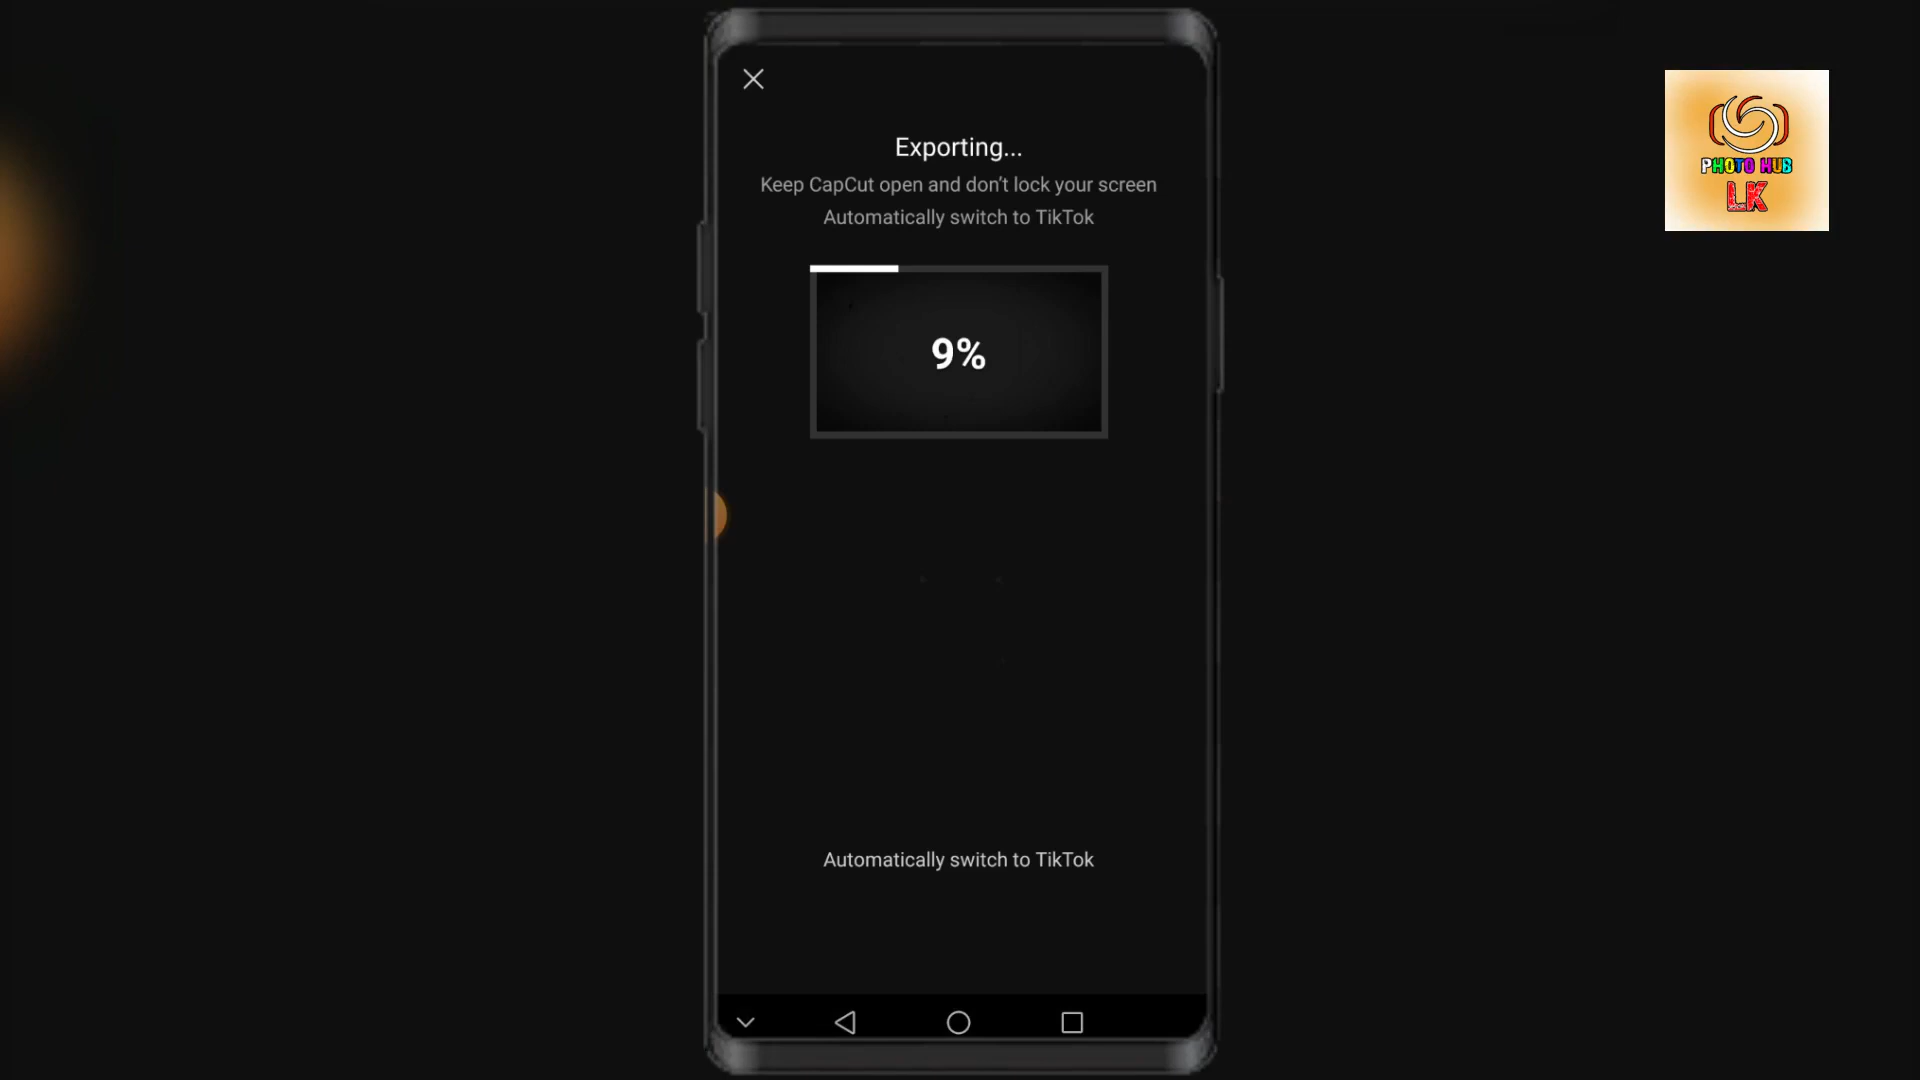 Exporting...
Keep CapCut open and don't lock your screen
Automatically switch to TikTok
9%
Automatically switch to TikTok
PHOTO HUB
LK